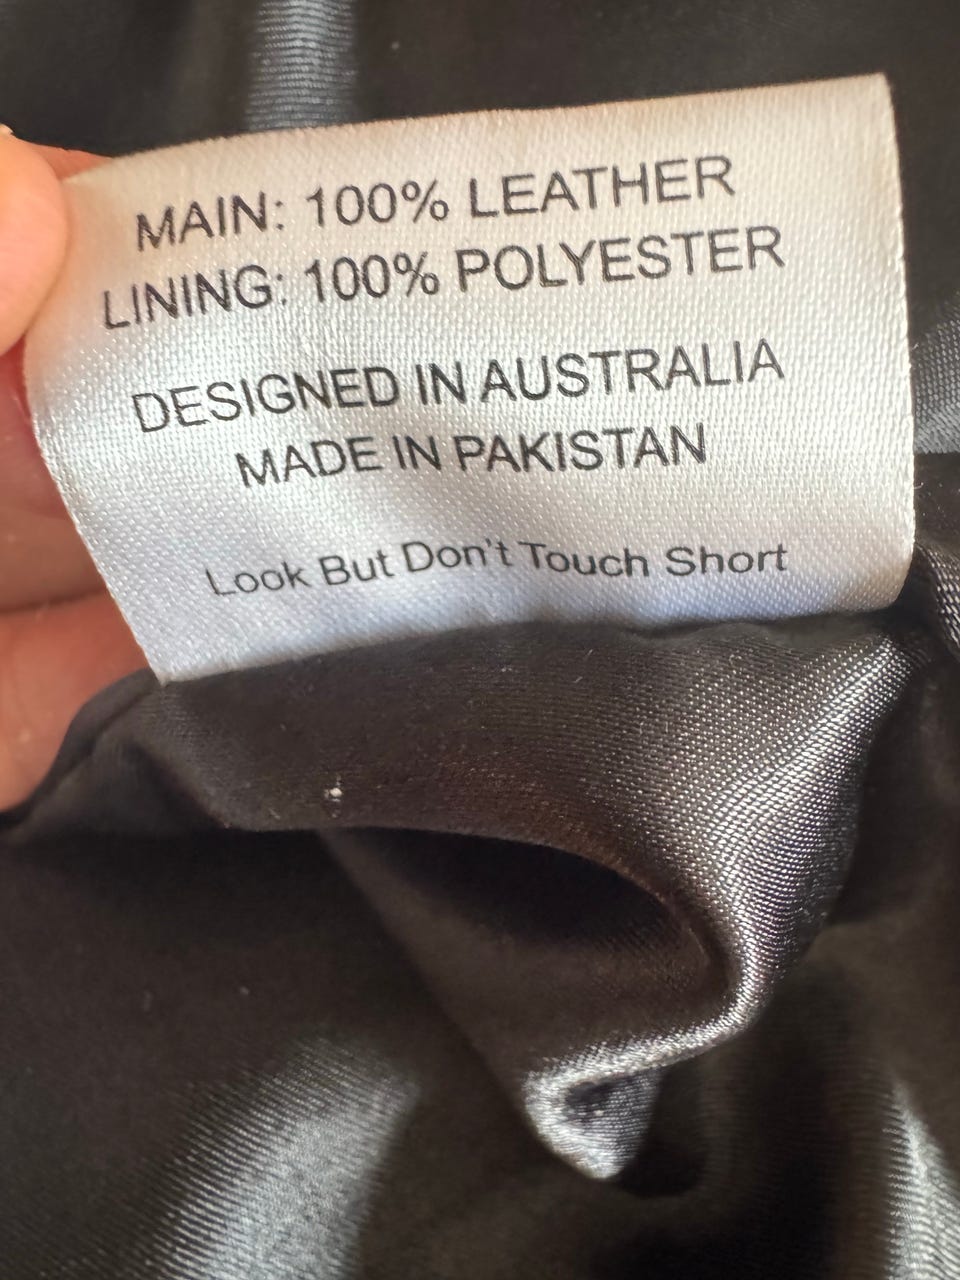 MAIN: 100% LEATHER
LINING: 100% POLYESTER
DESIGNED IN AUSTRALIA
MADE IN PAKISTAN
Look But Don't Touch Short